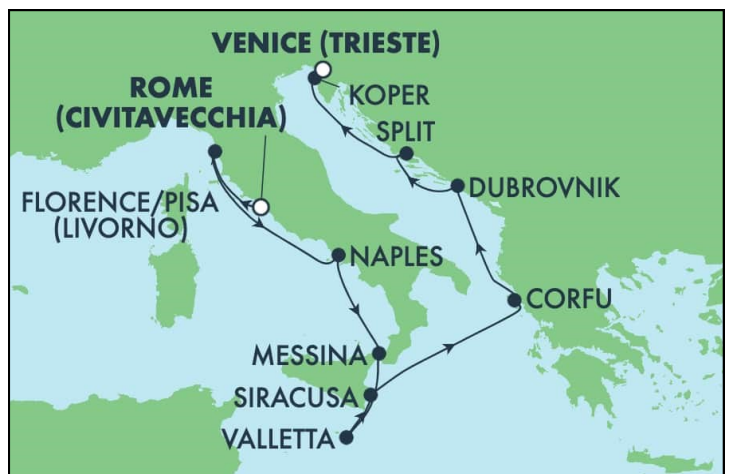 VENICE (TRIESTE)
ROME
(CIVITAVECCHIA)
KOPER
SPLIT
DUBROVNIK
FLORENCE/PISA
(LIVORNO)
NAPLES
CORFU
MESSINA
SIRACUSA
VALLETTA